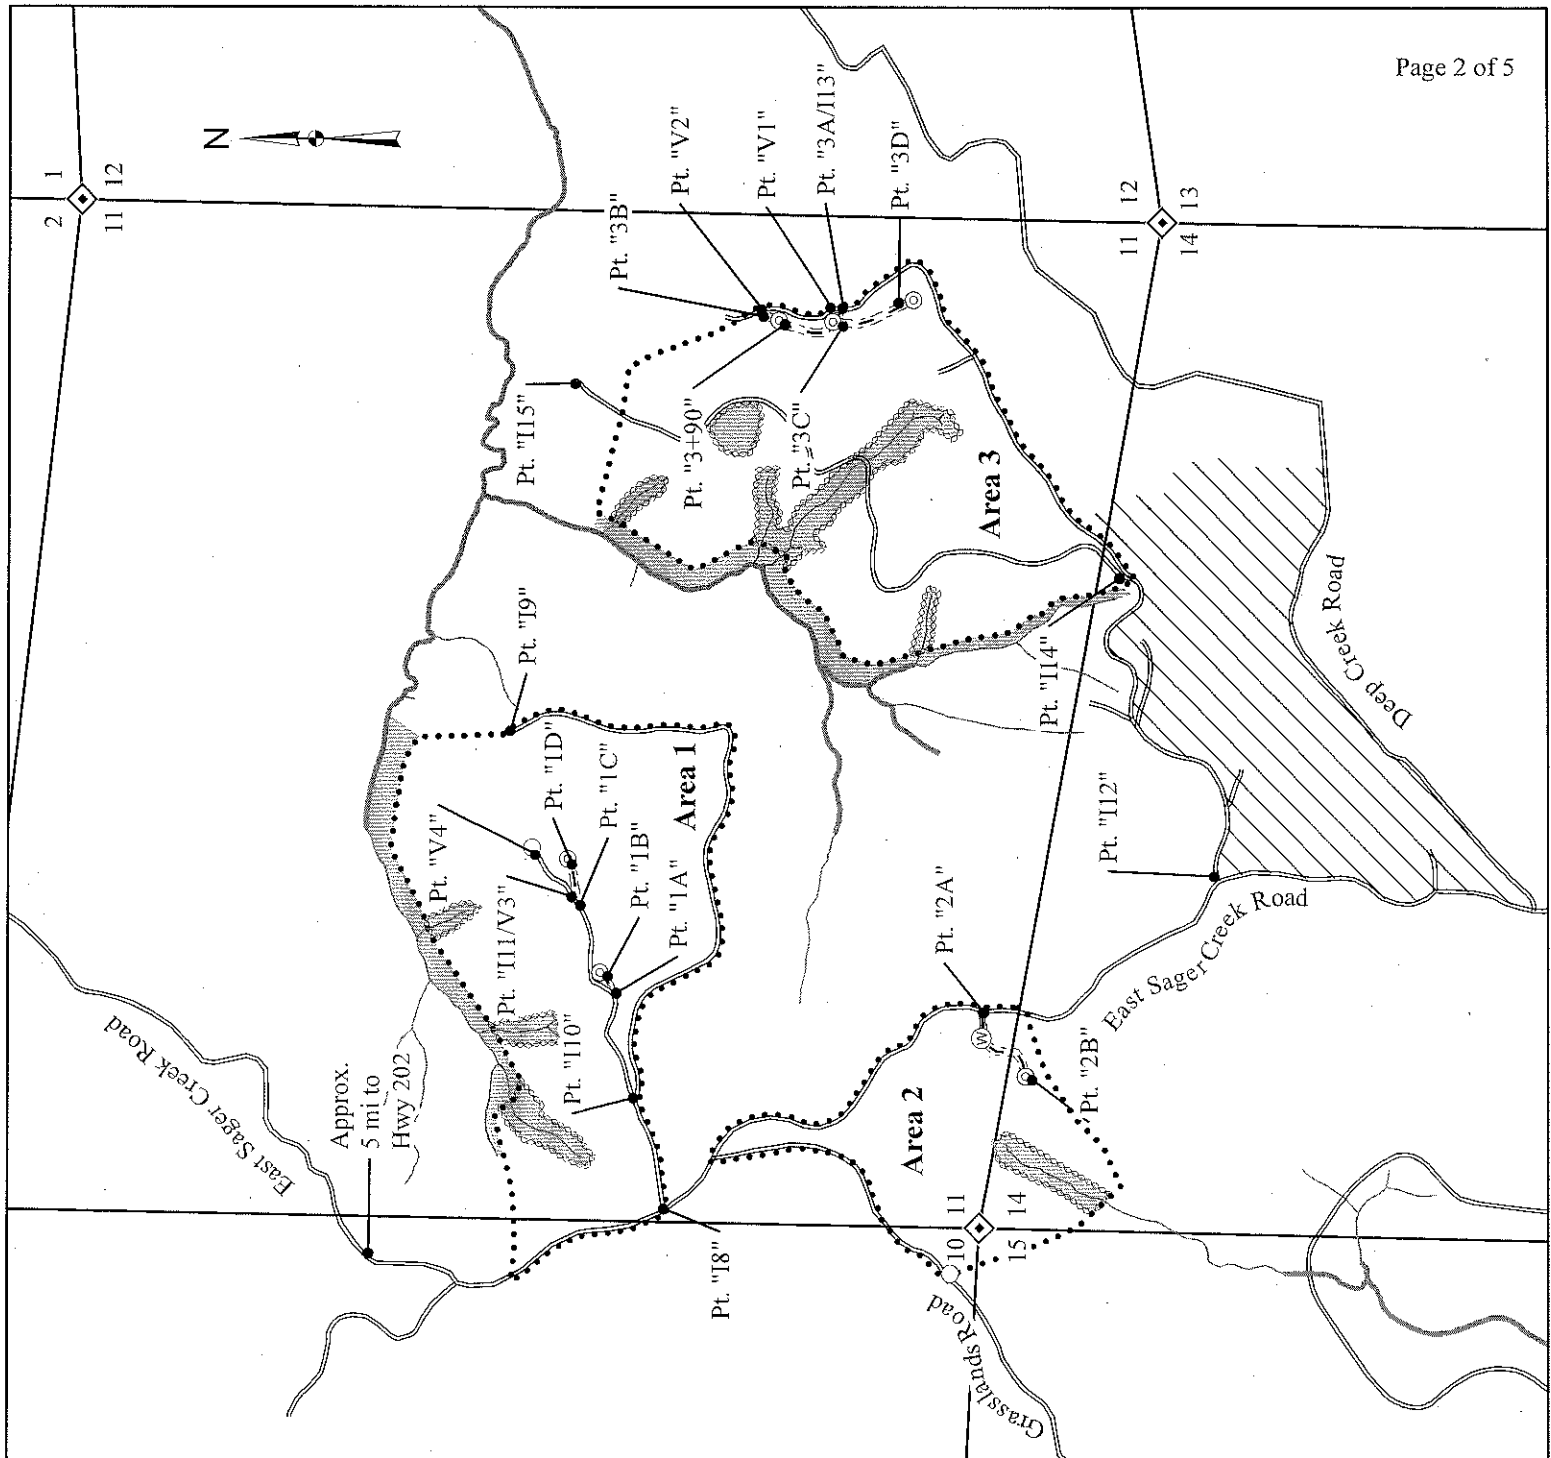 Page 2 of 5
N
2 1
11 12
11 12
14 13
10 11
15 14
Pt. "3B"
Pt. "V2"
Pt. "V1"
Pt. "3A/I13"
Pt. "3D"
Pt. "I15"
Pt. "3+90"
Pt. "3C"
Area 3
Pt. "I9"
Pt. "I14"
Deep Creek Road
Pt. "1D"
Pt. "1C"
Area 1
Pt. "V4"
Pt. "1B"
Pt. "1A"
Pt. "I11/V3"
Pt. "I10"
Pt. "2A"
Pt. "I12"
East Sager Creek Road
East Sager Creek Road
Approx.
5 mi to
Hwy 202
Area 2
W
Pt. "2B"
Pt. "I8"
Grasslands Road